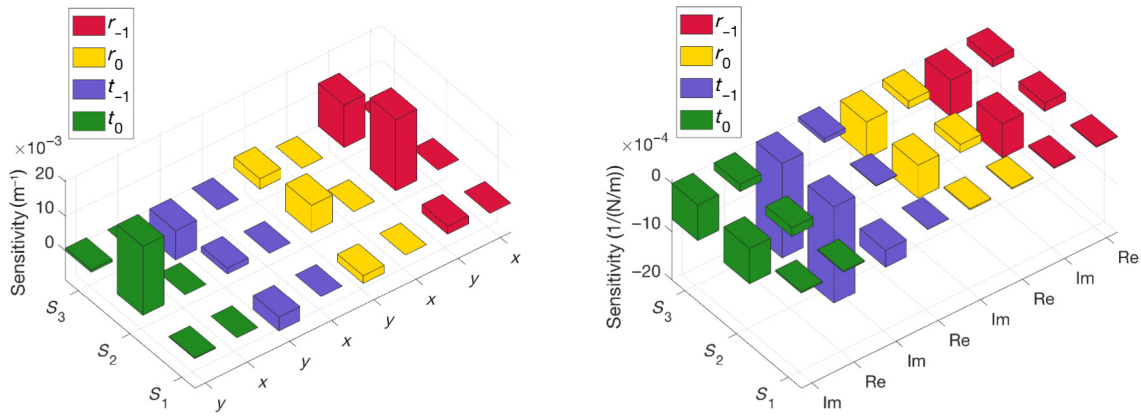 r₋₁
r₀
t₋₁
t₀
×10⁻³
20
10
0
Sensitivity (m⁻¹)
S₃
S₂
S₁
y
x
y
x
y
x
y
x
r₋₁
r₀
t₋₁
t₀
×10⁻⁴
0
−10
−20
Sensitivity (1/(N/m))
S₃
S₂
S₁
Im
Re
Im
Re
Im
Re
Im
Re